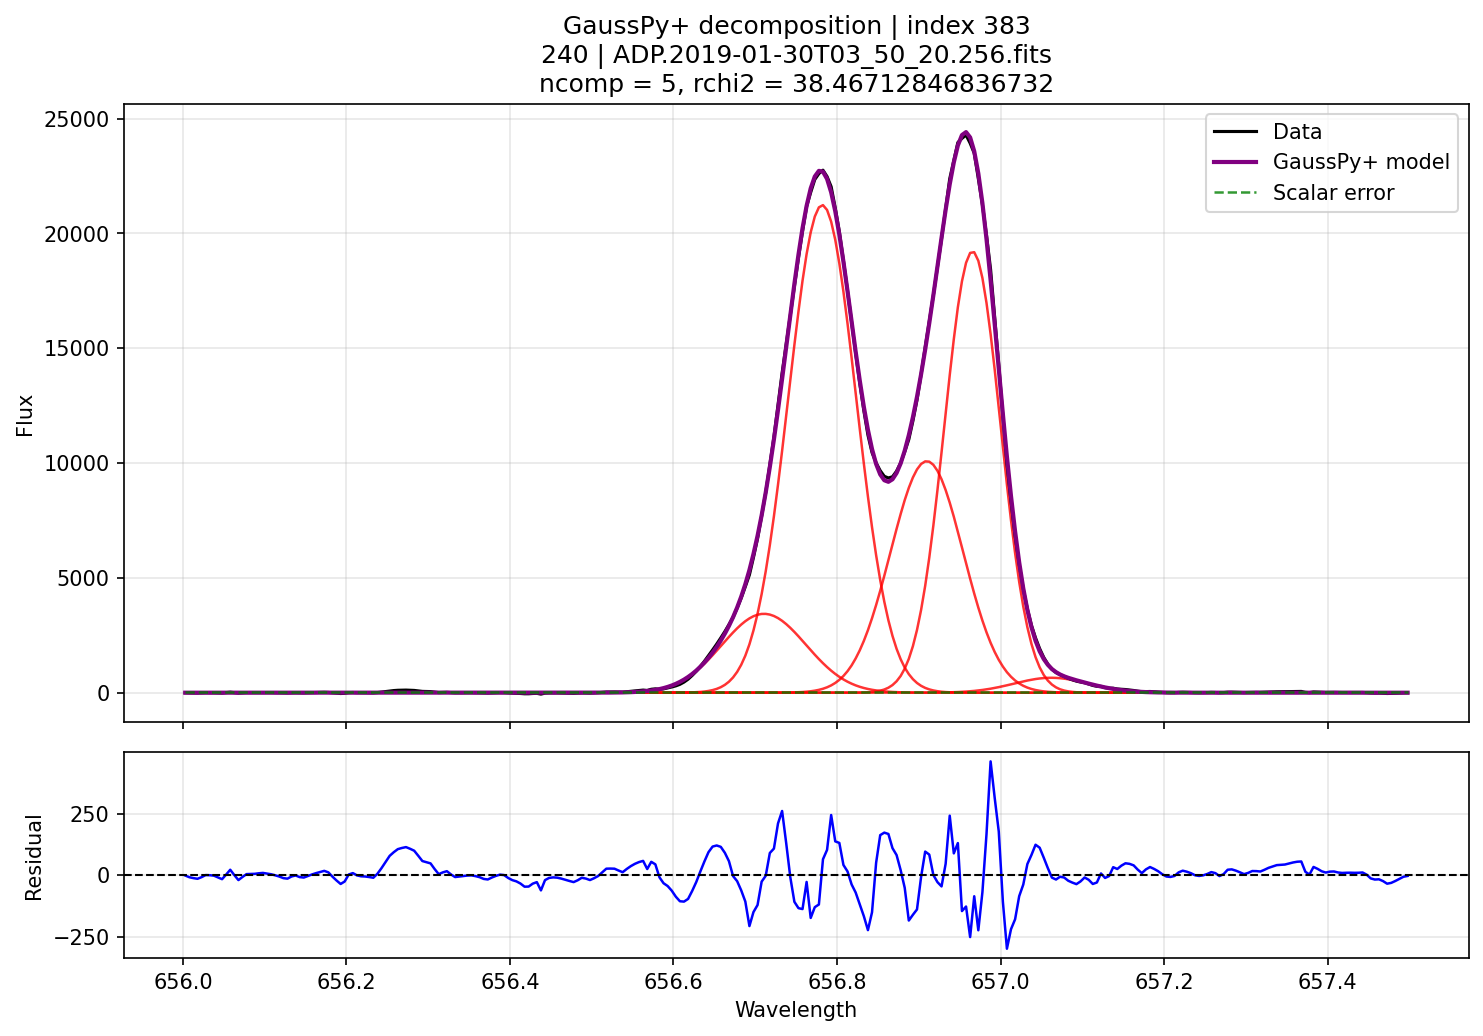 GaussPy+ decomposition | index 383
240 | ADP.2019-01-30T03_50_20.256.fits
ncomp = 5, rchi2 = 38.46712846836732
Data
GaussPy+ model
Scalar error
25000
20000
15000
10000
5000
0
Flux
250
0
−250
Residual
656.0 656.2 656.4 656.6 656.8 657.0 657.2 657.4
Wavelength